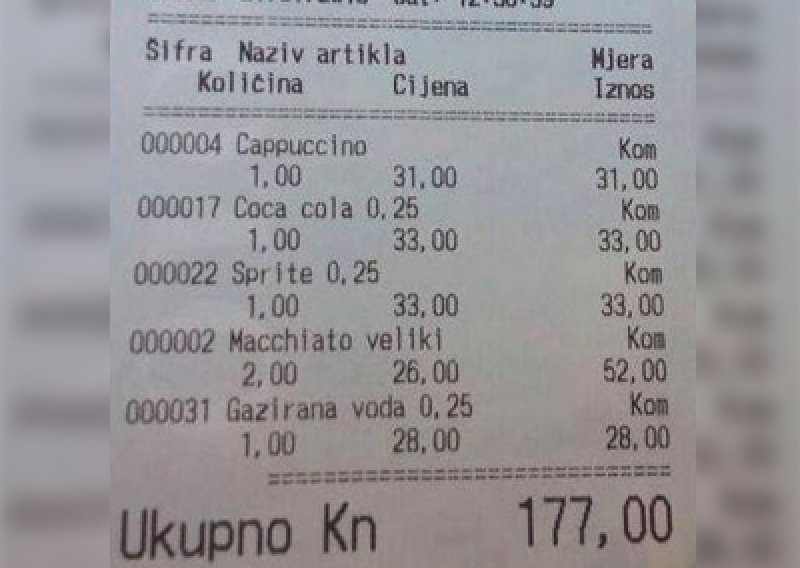 ==============================
Šifra Naziv artikla Mjera
Količina Cijena Iznos
==============================
000004 Cappuccino Kom
1,00 31,00 31,00
000017 Coca cola 0,25 Kom
1,00 33,00 33,00
000022 Sprite 0,25 Kom
1,00 33,00 33,00
000002 Macchiato veliki Kom
2,00 26,00 52,00
000031 Gazirana voda 0,25 Kom
1,00 28,00 28,00
==============================
Ukupno Kn 177,00